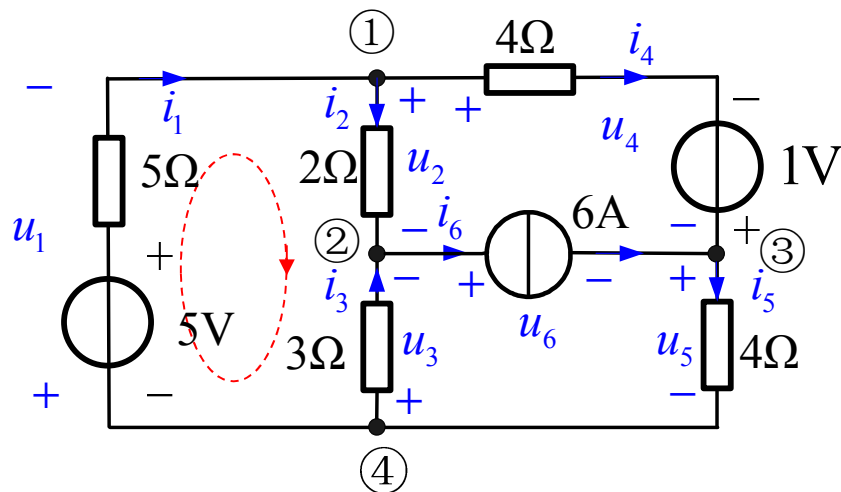 ①
4Ω
i₄
− i₁ i₂ + + −
5Ω 2Ω u₂ u₄ 1V
u₁ + ② − i₆ 6A − + ③
i₃ − + − + i₅
5V 3Ω u₃ u₆ u₅ 4Ω
+ − + −
④